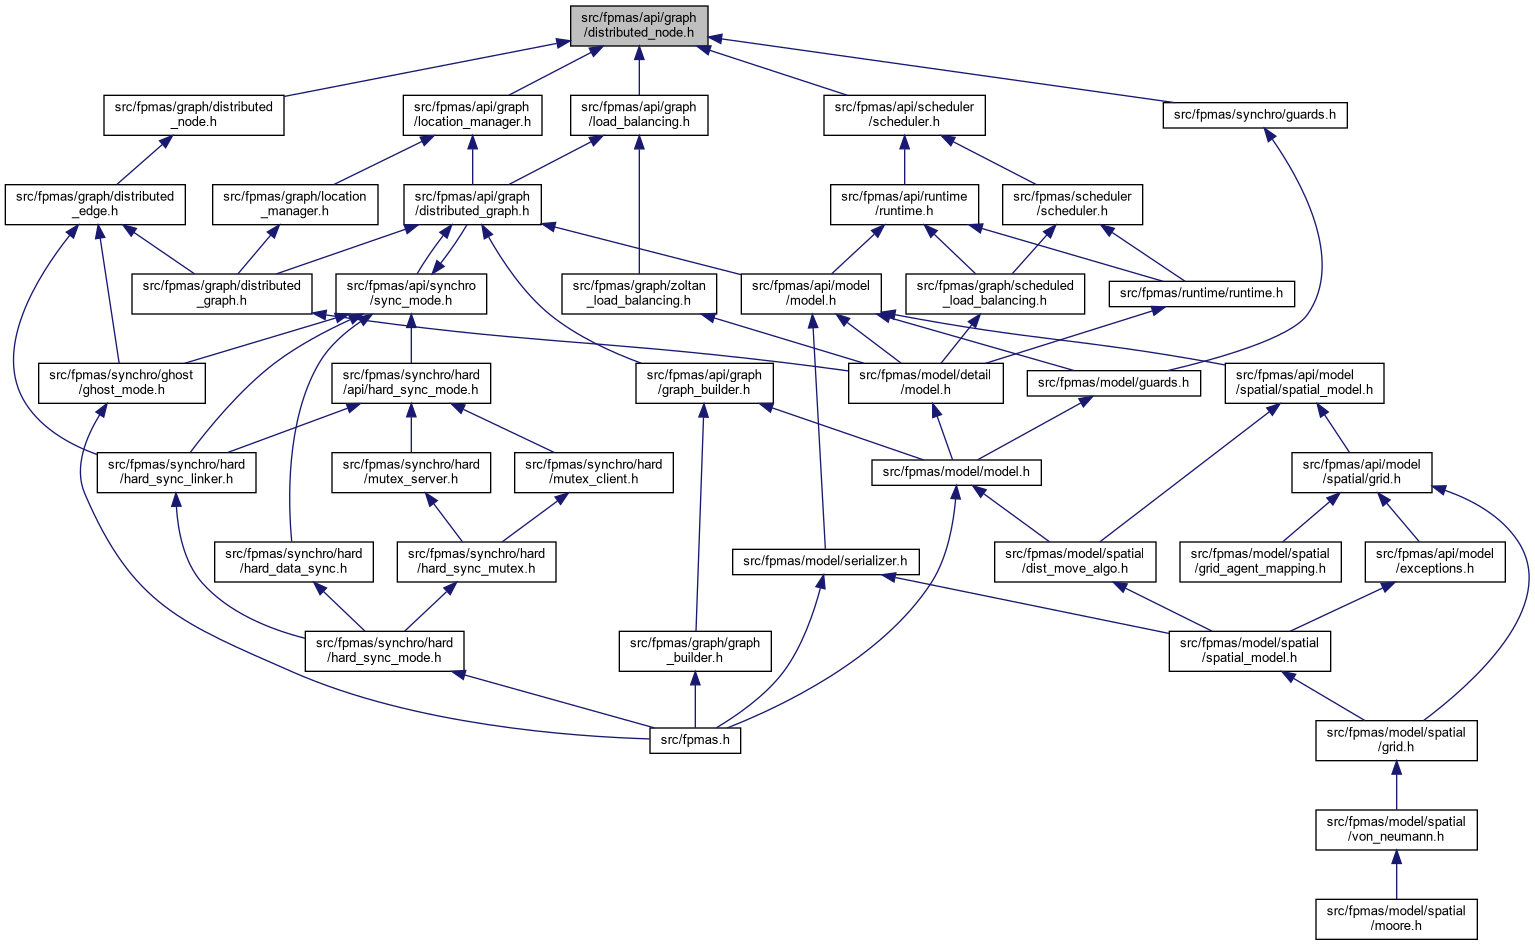 src/fpmas/api/graph
/distributed_node.h
src/fpmas/graph/distributed
_node.h
src/fpmas/api/graph
/location_manager.h
src/fpmas/api/graph
/load_balancing.h
src/fpmas/api/scheduler
/scheduler.h
src/fpmas/synchro/guards.h
src/fpmas/graph/distributed
_edge.h
src/fpmas/graph/location
_manager.h
src/fpmas/api/graph
/distributed_graph.h
src/fpmas/api/runtime
/runtime.h
src/fpmas/scheduler
/scheduler.h
src/fpmas/graph/distributed
_graph.h
src/fpmas/api/synchro
/sync_mode.h
src/fpmas/graph/zoltan
_load_balancing.h
src/fpmas/api/model
/model.h
src/fpmas/graph/scheduled
_load_balancing.h
src/fpmas/runtime/runtime.h
src/fpmas/synchro/ghost
/ghost_mode.h
src/fpmas/synchro/hard
/api/hard_sync_mode.h
src/fpmas/api/graph
/graph_builder.h
src/fpmas/model/detail
/model.h
src/fpmas/model/guards.h
src/fpmas/api/model
/spatial/spatial_model.h
src/fpmas/synchro/hard
/hard_sync_linker.h
src/fpmas/synchro/hard
/mutex_server.h
src/fpmas/synchro/hard
/mutex_client.h
src/fpmas/model/model.h
src/fpmas/api/model
/spatial/grid.h
src/fpmas/synchro/hard
/hard_data_sync.h
src/fpmas/synchro/hard
/hard_sync_mutex.h
src/fpmas/model/serializer.h
src/fpmas/model/spatial
/dist_move_algo.h
src/fpmas/model/spatial
/grid_agent_mapping.h
src/fpmas/api/model
/exceptions.h
src/fpmas/synchro/hard
/hard_sync_mode.h
src/fpmas/graph/graph
_builder.h
src/fpmas/model/spatial
/spatial_model.h
src/fpmas.h
src/fpmas/model/spatial
/grid.h
src/fpmas/model/spatial
/von_neumann.h
src/fpmas/model/spatial
/moore.h